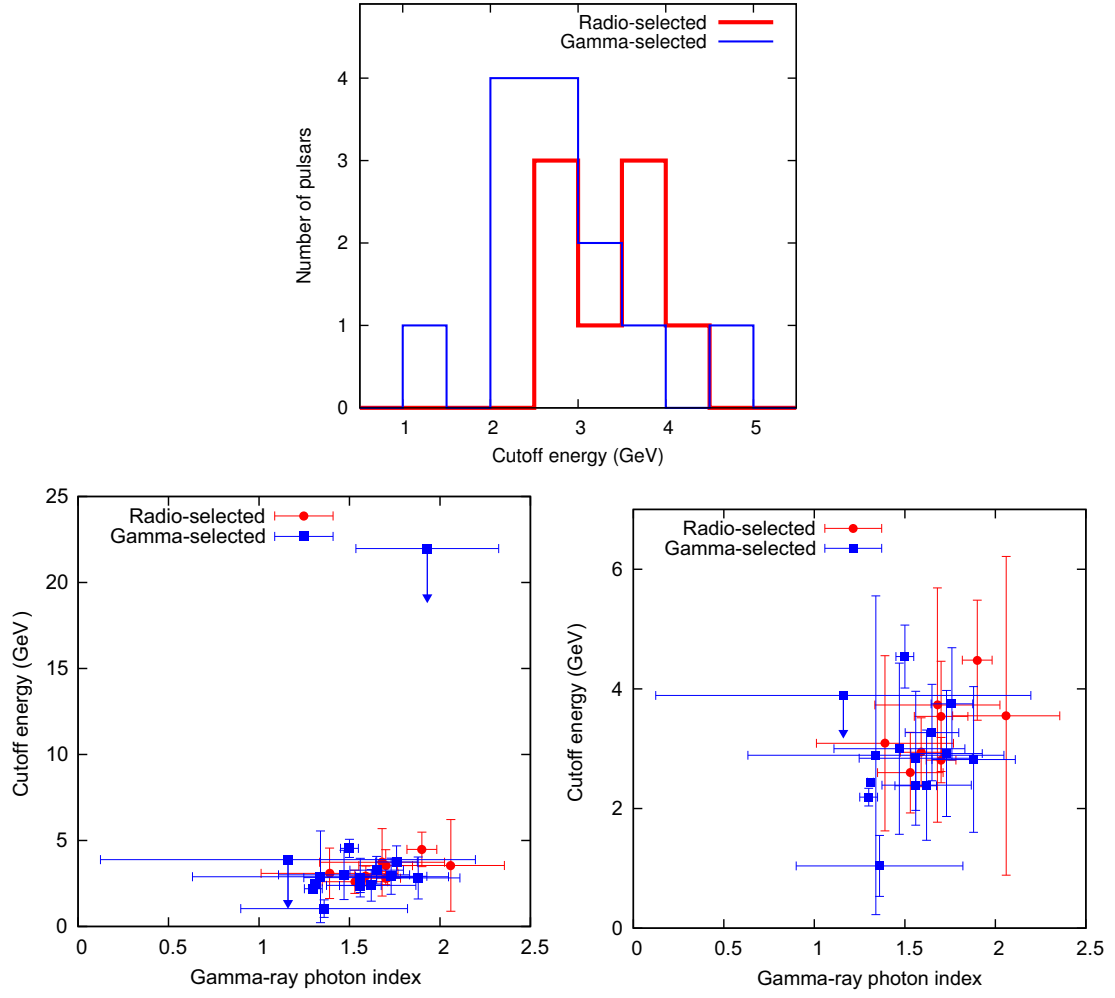 Radio-selected
Gamma-selected
Number of pulsars
4
3
2
1
0
1 2 3 4 5
Cutoff energy (GeV)
Radio-selected
Gamma-selected
Cutoff energy (GeV)
25
20
15
10
5
0
0 0.5 1 1.5 2 2.5
Gamma-ray photon index
Radio-selected
Gamma-selected
Cutoff energy (GeV)
6
4
2
0
0 0.5 1 1.5 2 2.5
Gamma-ray photon index